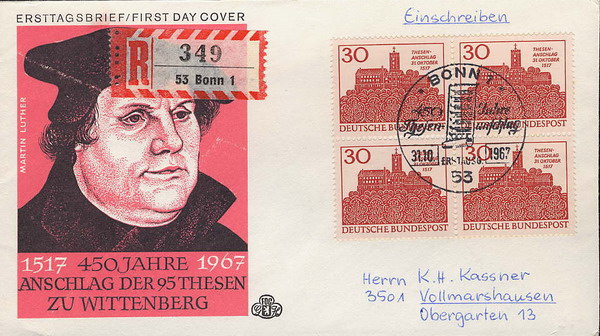 ERSTTAGSBRIEF/FIRST DAY COVER
Einschreiben
R 349
53 Bonn 1
MARTIN LUTHER
30 THESEN-
ANSCHLAG
31.OKTOBER
1517
DEUTSCHE BUNDESPOST
30 THESEN-
ANSCHLAG
31.OKTOBER
1517
DEUTSCHE BUNDESPOST
30 THESEN-
ANSCHLAG
31.OKTOBER
1517
DEUTSCHE BUNDESPOST
30 THESEN-
ANSCHLAG
31.OKTOBER
1517
DEUTSCHE BUNDESPOST
BONN 1
450 Jahre
Thesenanschlag
31.10. 1967
ERSTAUSG
53
1517 450 JAHRE 1967
ANSCHLAG DER 95 THESEN
ZU WITTENBERG
Herrn K.H. Kassner
3501 Vollmarshausen
Obergarten 13